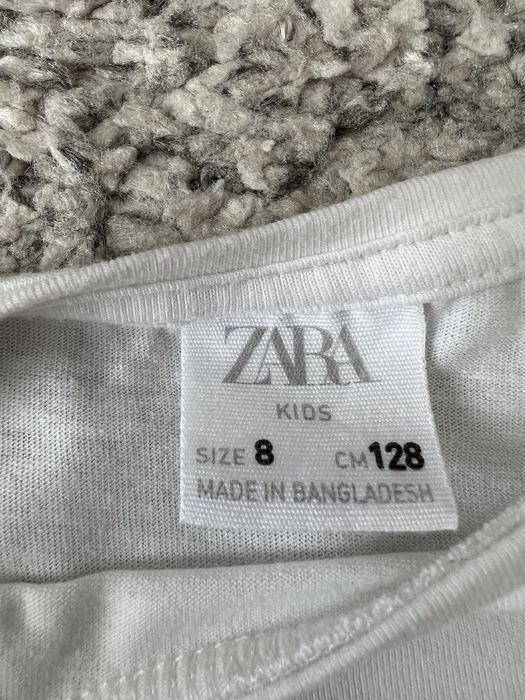 ZARA
KIDS
SIZE 8 CM 128
MADE IN BANGLADESH